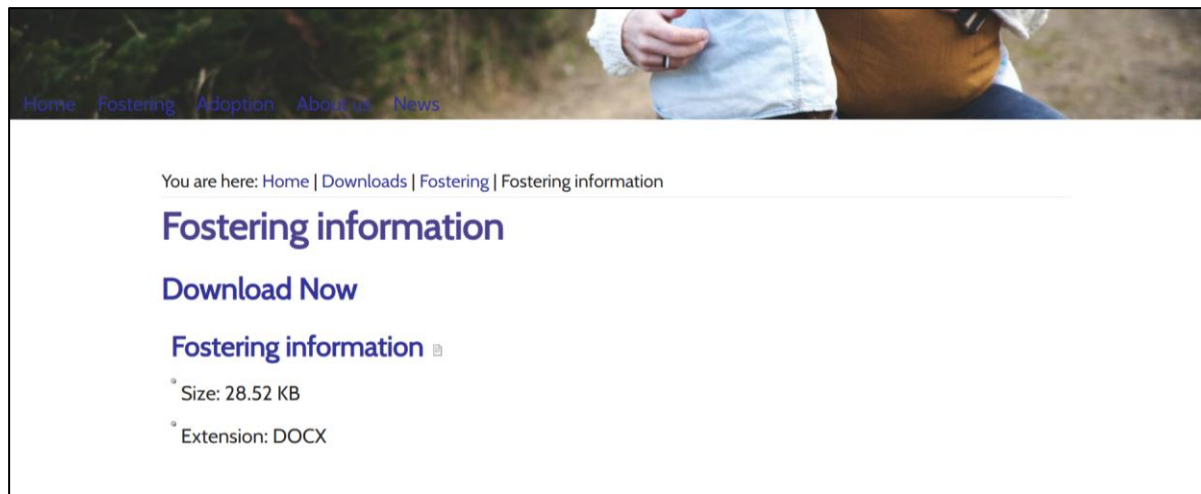 Home Fostering Adoption About us News
You are here: Home | Downloads | Fostering | Fostering information
Fostering information
Download Now
Fostering information
Size: 28.52 KB
Extension: DOCX